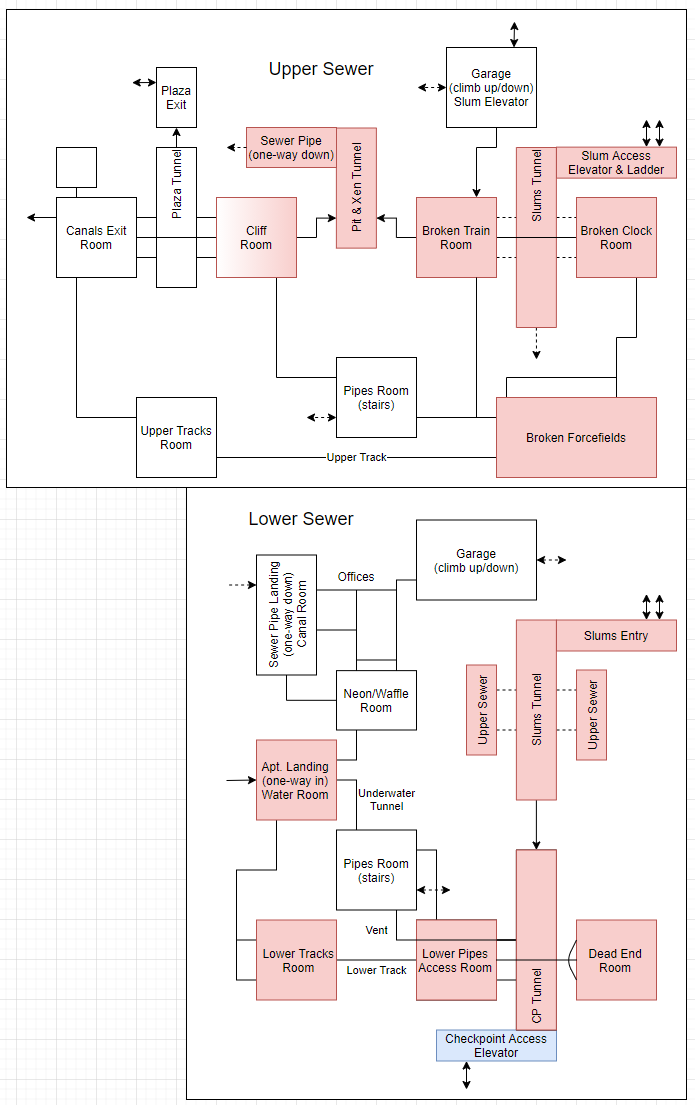 Upper Sewer
Garage
(climb up/down)
Slum Elevator
Plaza
Exit
Sewer Pipe
(one-way down)
Pit & Xen Tunnel
Plaza Tunnel
Slums Tunnel
Slum Access
Elevator & Ladder
Canals Exit
Room
Cliff
Room
Broken Train
Room
Broken Clock
Room
Pipes Room
(stairs)
Upper Tracks
Room
Upper Track
Broken Forcefields
Lower Sewer
Garage
(climb up/down)
Sewer Pipe Landing
(one-way down)
Canal Room
Offices
Slums Entry
Neon/Waffle
Room
Upper Sewer
Slums Tunnel
Upper Sewer
Apt. Landing
(one-way in)
Water Room
Underwater
Tunnel
Pipes Room
(stairs)
Vent
Lower Tracks
Room
Lower Track
Lower Pipes
Access Room
CP Tunnel
Dead End
Room
Checkpoint Access
Elevator